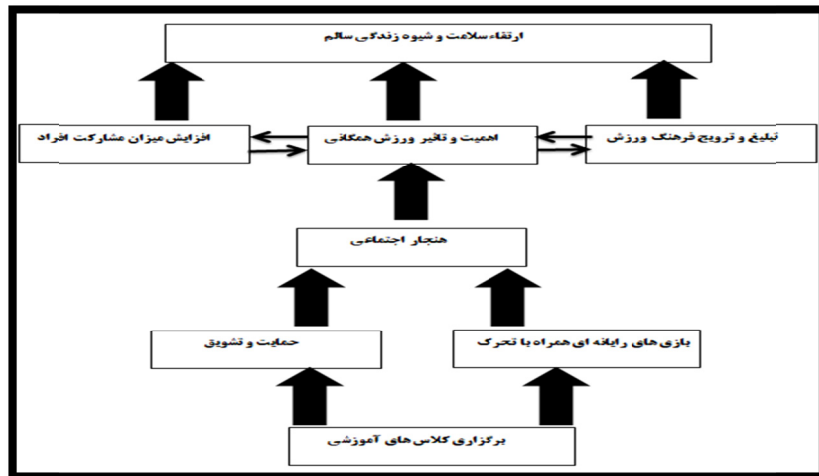 ارتقاء سلامت و شیوه زندگی سالم
تبلیغ و ترویج فرهنگ ورزش
اهمیت و تاثیر ورزش همگانی
افزایش میزان مشارکت افراد
هنجار اجتماعی
بازی های رایانه ای همراه با تحرک
حمایت و تشویق
برگزاری کلاس های آموزشی